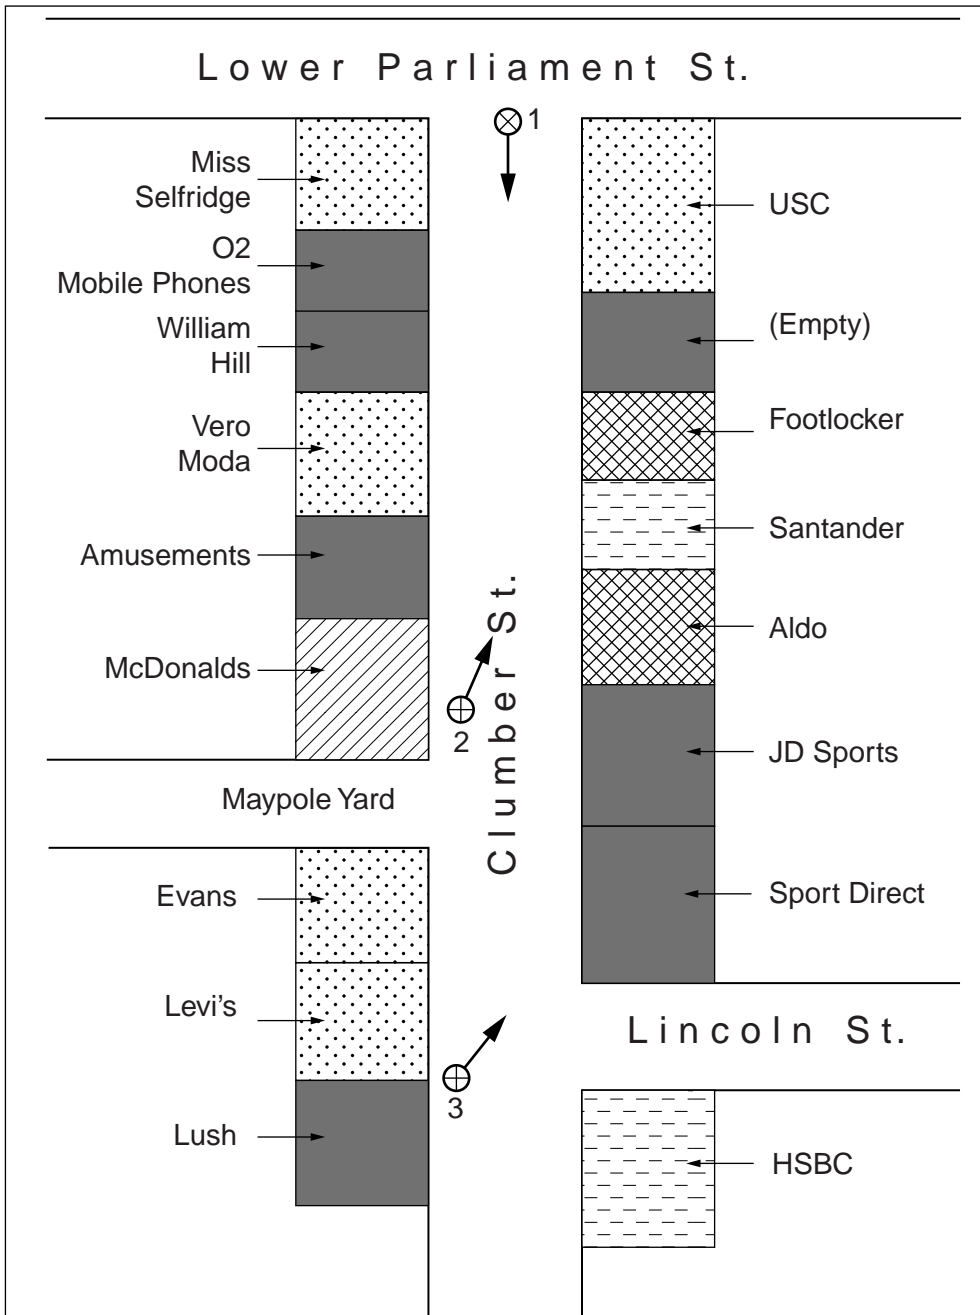 Lower Parliament St.
1
Miss
Selfridge
O2
Mobile Phones
William
Hill
Vero
Moda
Amusements
McDonalds
2
Clumber St.
USC
(Empty)
Footlocker
Santander
Aldo
JD Sports
Sport Direct
Maypole Yard
Evans
Levi’s
Lush
3
Lincoln St.
HSBC